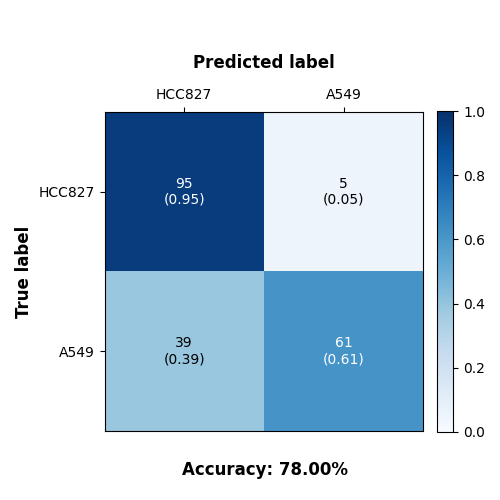 Predicted label
HCC827 A549
1.0
HCC827 95 5
(0.95) (0.05)
0.8
0.6
True label
0.4
A549 39 61
(0.39) (0.61)
0.2
0.0
Accuracy: 78.00%